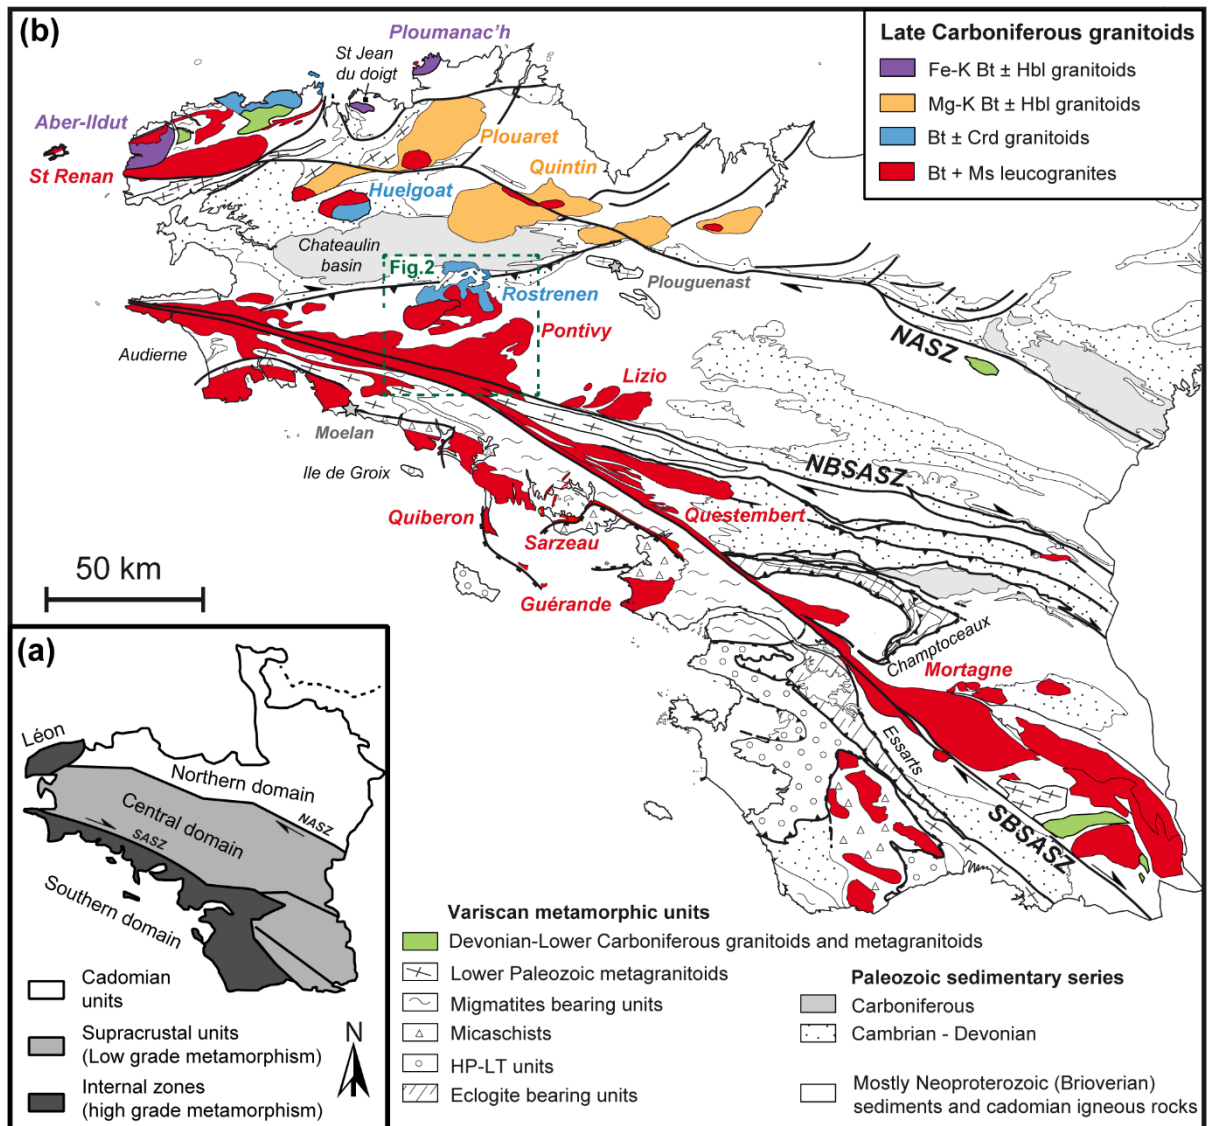 (b)
Ploumanac'h
St Jean
du doigt
Aber-Ildut
St Renan
Plouaret
Quintin
Huelgoat
Chateaulin
basin
Fig.2
Rostrenen
Plouguenast
Pontivy
Audierne
Lizio
NASZ
Moelan
Ile de Groix
NBSASZ
Quiberon
Sarzeau
Questembert
Guérande
Champtoceaux
Mortagne
Essarts
SBSASZ
50 km
Late Carboniferous granitoids
Fe-K Bt ± Hbl granitoids
Mg-K Bt ± Hbl granitoids
Bt ± Crd granitoids
Bt + Ms leucogranites
(a)
Léon
Northern domain
Central domain
NASZ
SASZ
Southern domain
Cadomian
units
Supracrustal units
(Low grade metamorphism)
Internal zones
(high grade metamorphism)
N
Variscan metamorphic units
Devonian-Lower Carboniferous granitoids and metagranitoids
Lower Paleozoic metagranitoids
Migmatites bearing units
Micaschists
HP-LT units
Eclogite bearing units
Paleozoic sedimentary series
Carboniferous
Cambrian - Devonian
Mostly Neoproterozoic (Brioverian)
sediments and cadomian igneous rocks